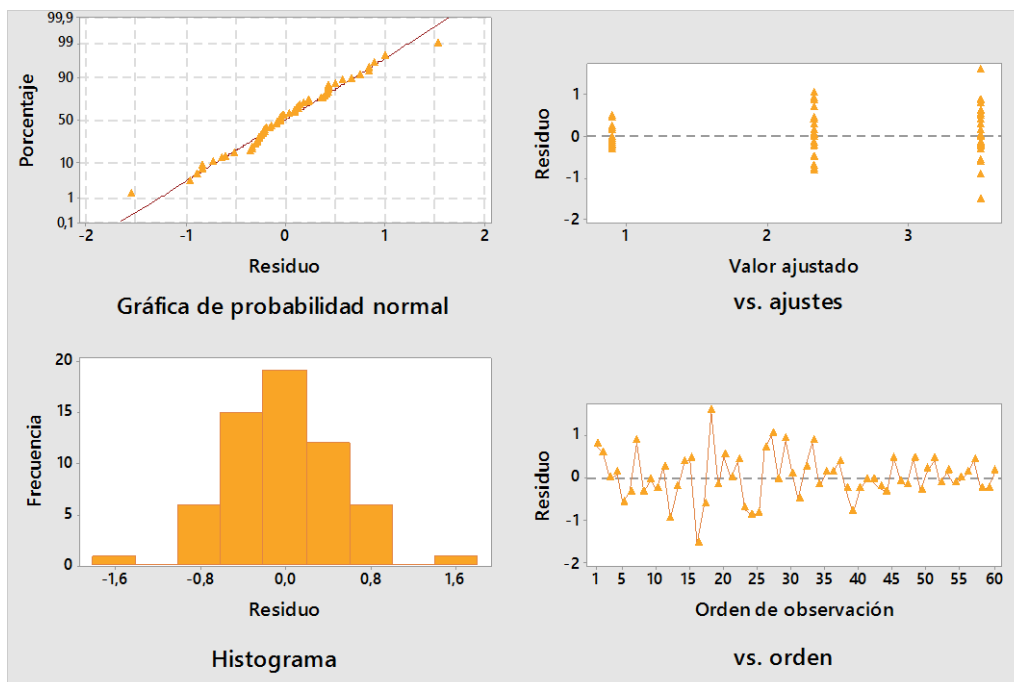 99,9
99
90
50
10
1
0,1
Porcentaje
-2 -1 0 1 2
Residuo
Gráfica de probabilidad normal
1
0
-1
-2
Residuo
1 2 3
Valor ajustado
vs. ajustes
20
15
10
5
0
Frecuencia
-1,6 -0,8 0,0 0,8 1,6
Residuo
Histograma
1
0
-1
-2
Residuo
1 5 10 15 20 25 30 35 40 45 50 55 60
Orden de observación
vs. orden